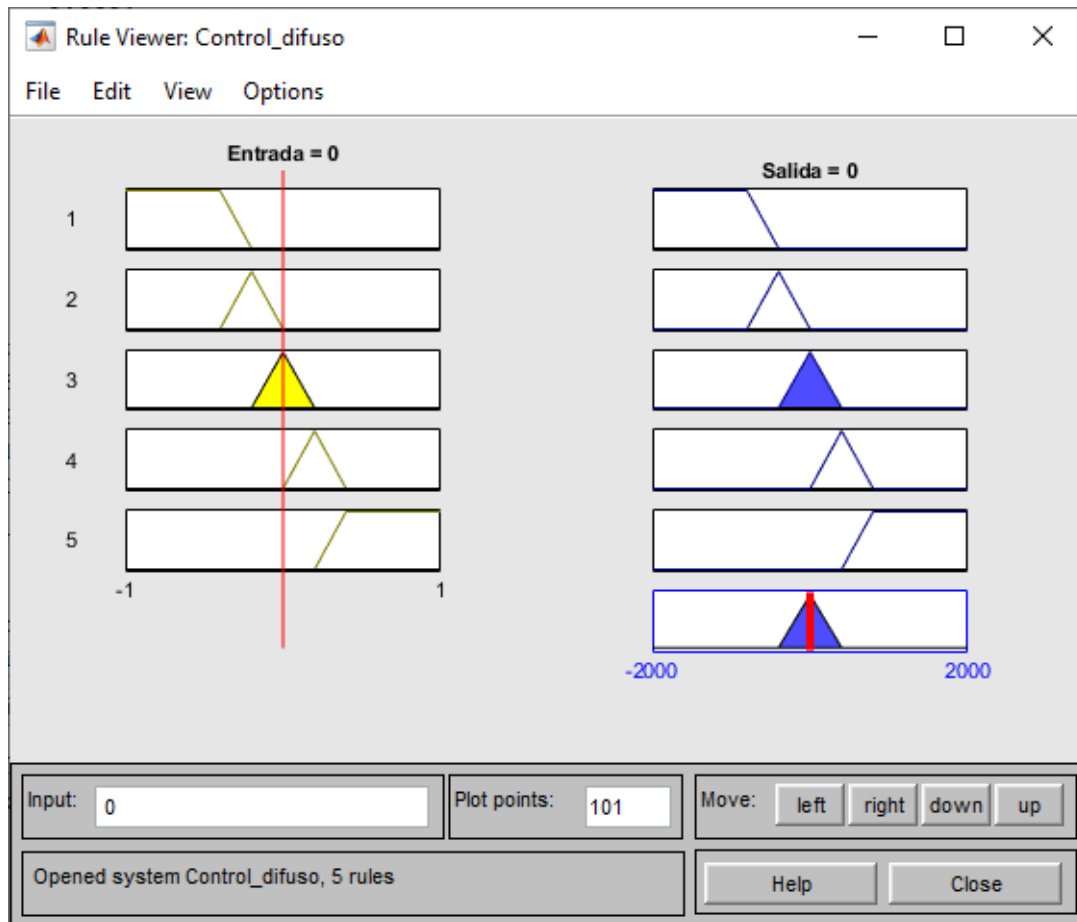 Rule Viewer: Control_difuso
File Edit View Options
Entrada = 0
Salida = 0
1
2
3
4
5
-1 1
-2000 2000
Input: 0 Plot points: 101 Move: left right down up
Opened system Control_difuso, 5 rules
Help Close